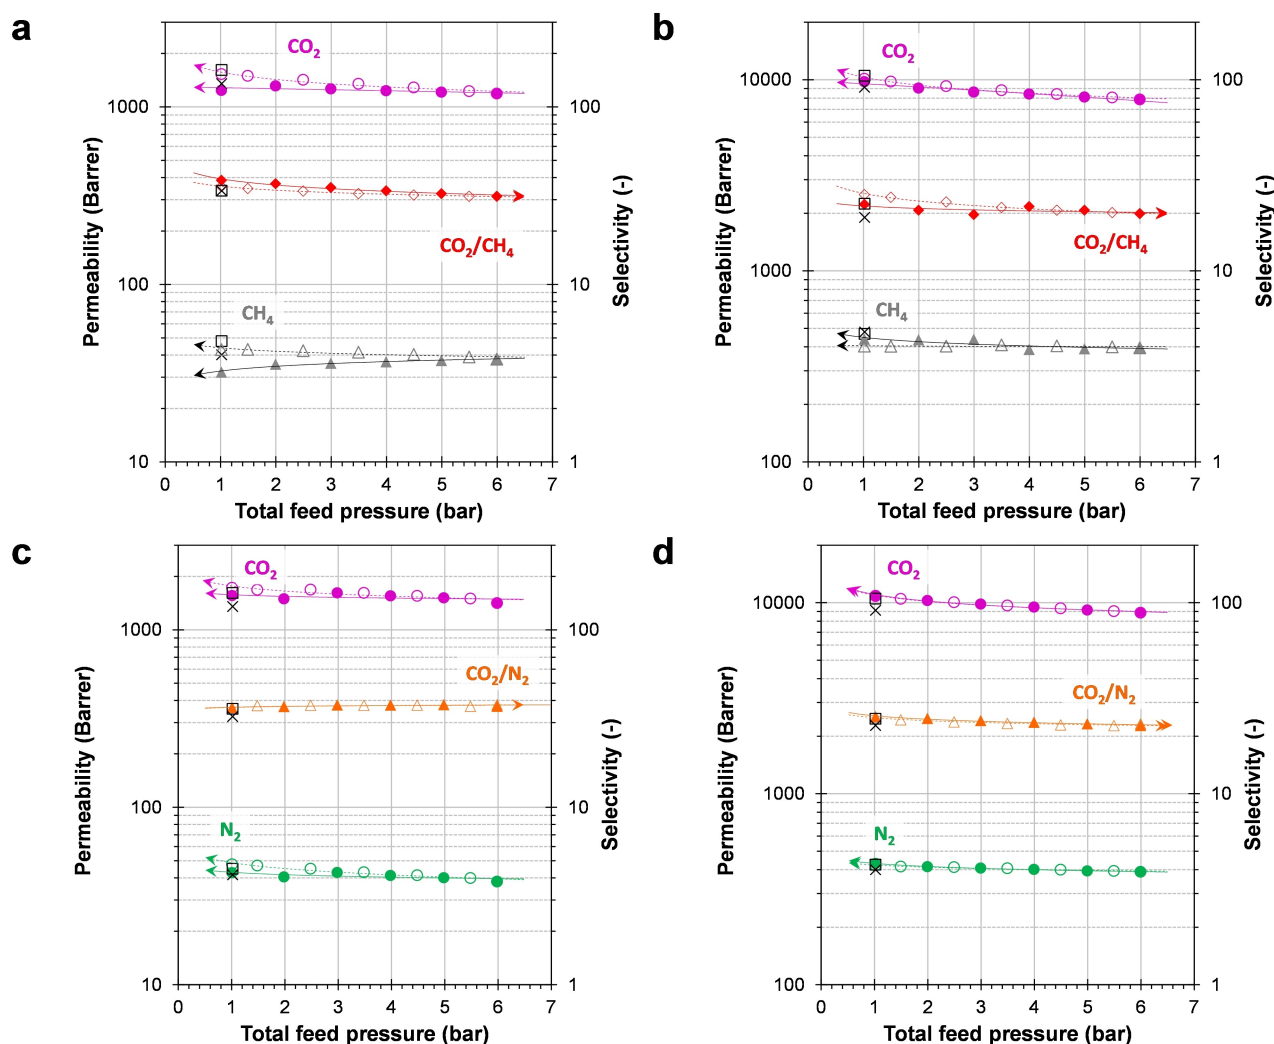 a
CO₂
1000
100
10
Permeability (Barrer)
CO₂/CH₄
CH₄
100
10
1
Selectivity (-)
0 1 2 3 4 5 6 7
Total feed pressure (bar)
b
CO₂
10000
1000
100
Permeability (Barrer)
CO₂/CH₄
CH₄
100
10
1
Selectivity (-)
0 1 2 3 4 5 6 7
Total feed pressure (bar)
c
CO₂
1000
100
10
Permeability (Barrer)
CO₂/N₂
N₂
100
10
1
Selectivity (-)
0 1 2 3 4 5 6 7
Total feed pressure (bar)
d
CO₂
10000
1000
100
Permeability (Barrer)
CO₂/N₂
N₂
100
10
1
Selectivity (-)
0 1 2 3 4 5 6 7
Total feed pressure (bar)